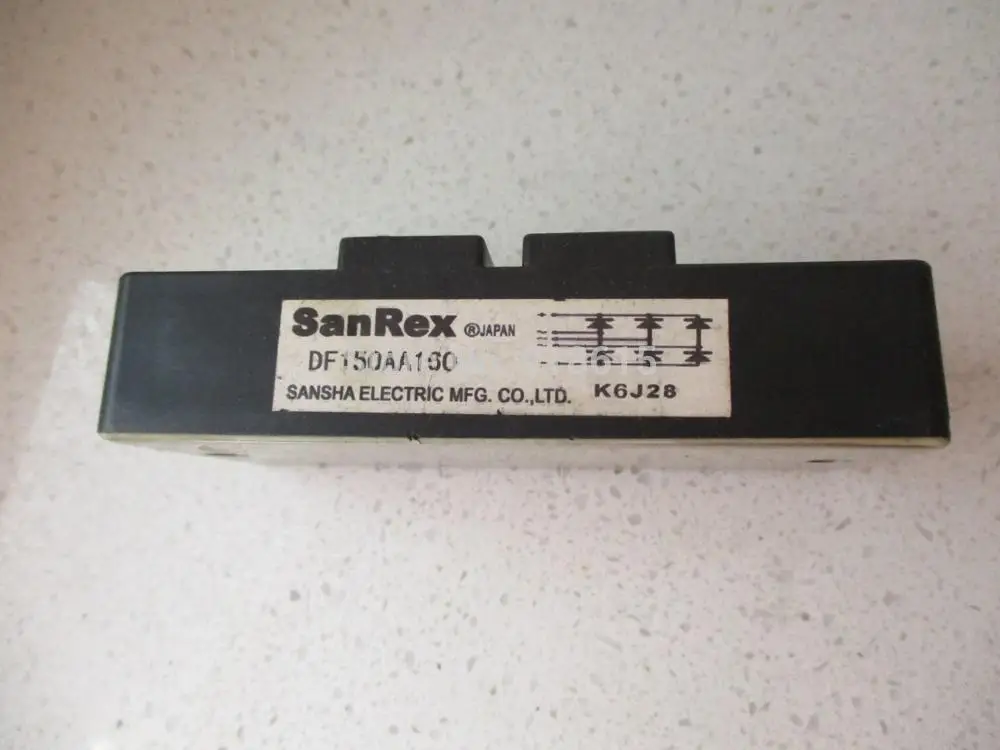 SanRex ®JAPAN
DF150AA160
SANSHA ELECTRIC MFG. CO.,LTD. K6J28